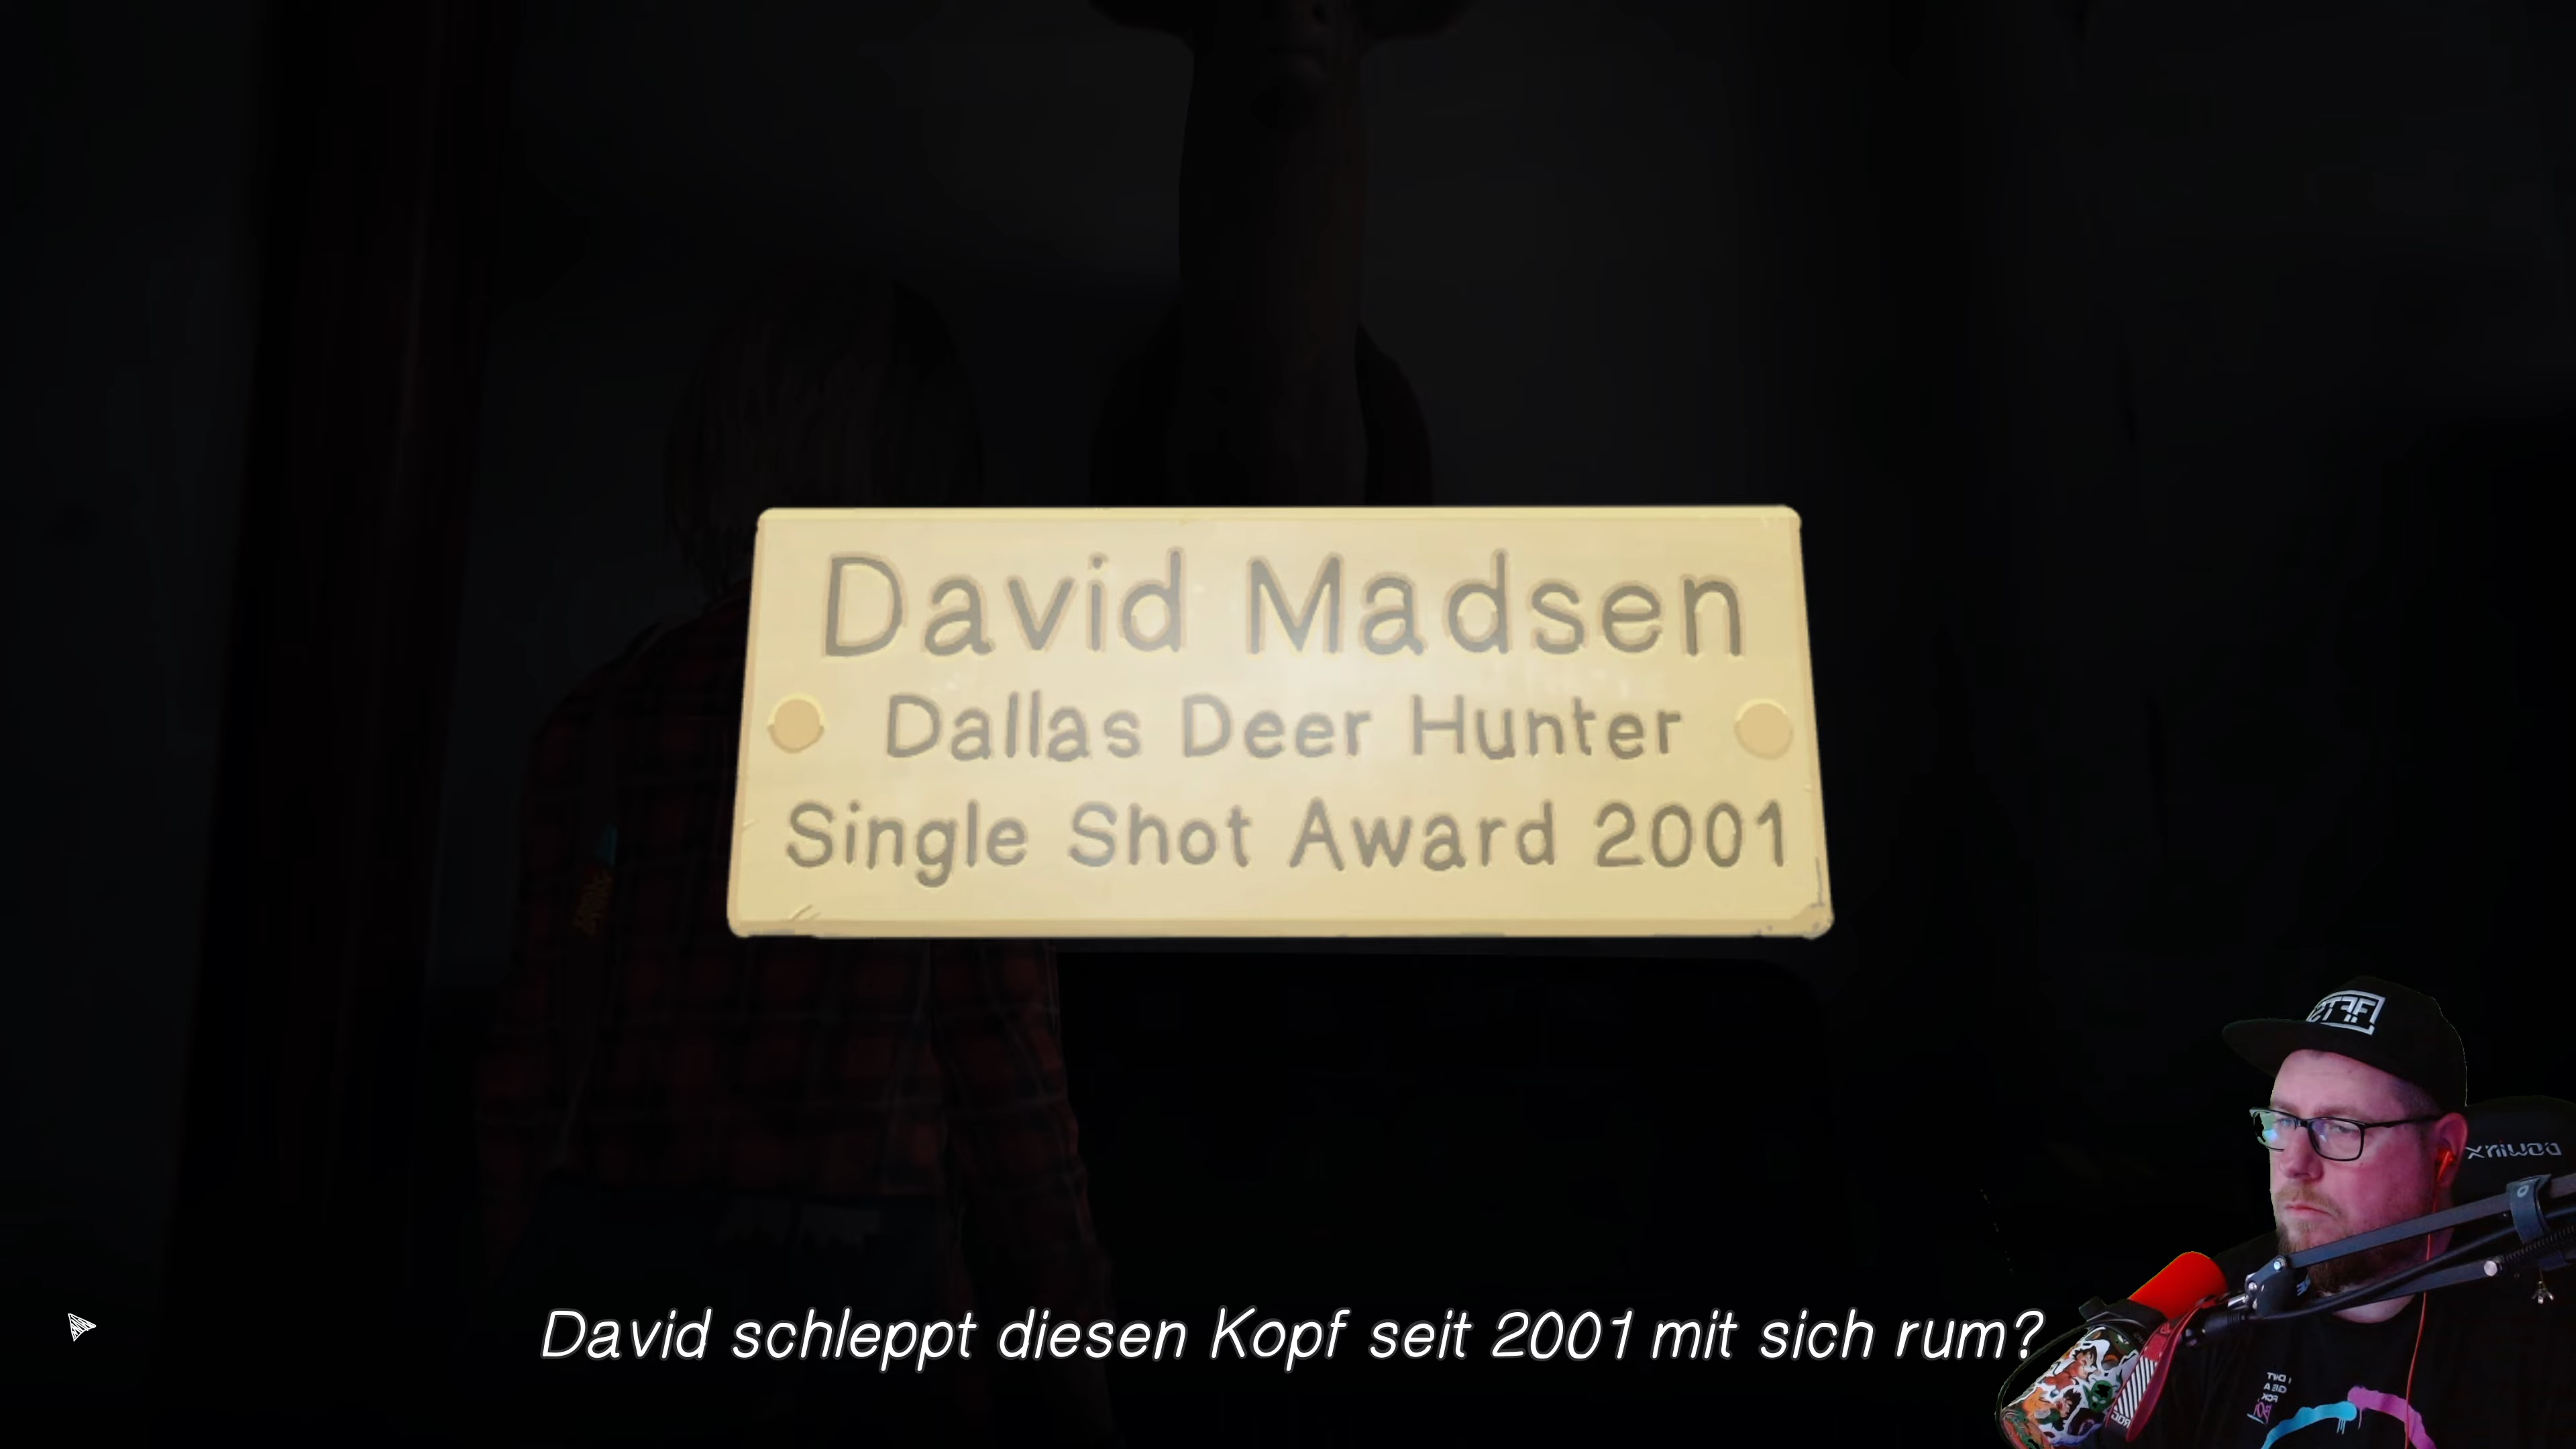 David Madsen
Dallas Deer Hunter
Single Shot Award 2001
David schleppt diesen Kopf seit 2001 mit sich rum?